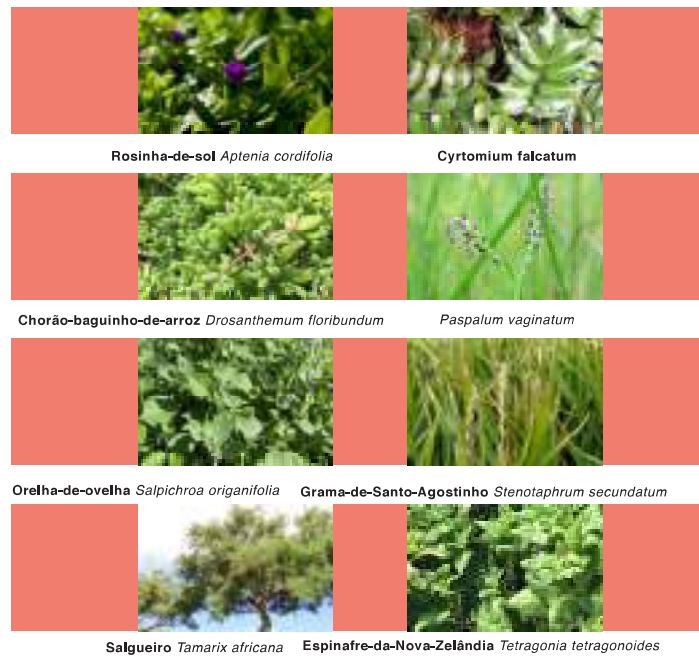 Rosinha-de-sol Aptenia cordifolia
Cyrtomium falcatum
Chorão-baguinho-de-arroz Drosanthemum floribundum
Paspalum vaginatum
Orelha-de-ovelha Salpichroa origanifolia
Grama-de-Santo-Agostinho Stenotaphrum secundatum
Salgueiro Tamarix africana
Espinafre-da-Nova-Zelândia Tetragonia tetragonoides